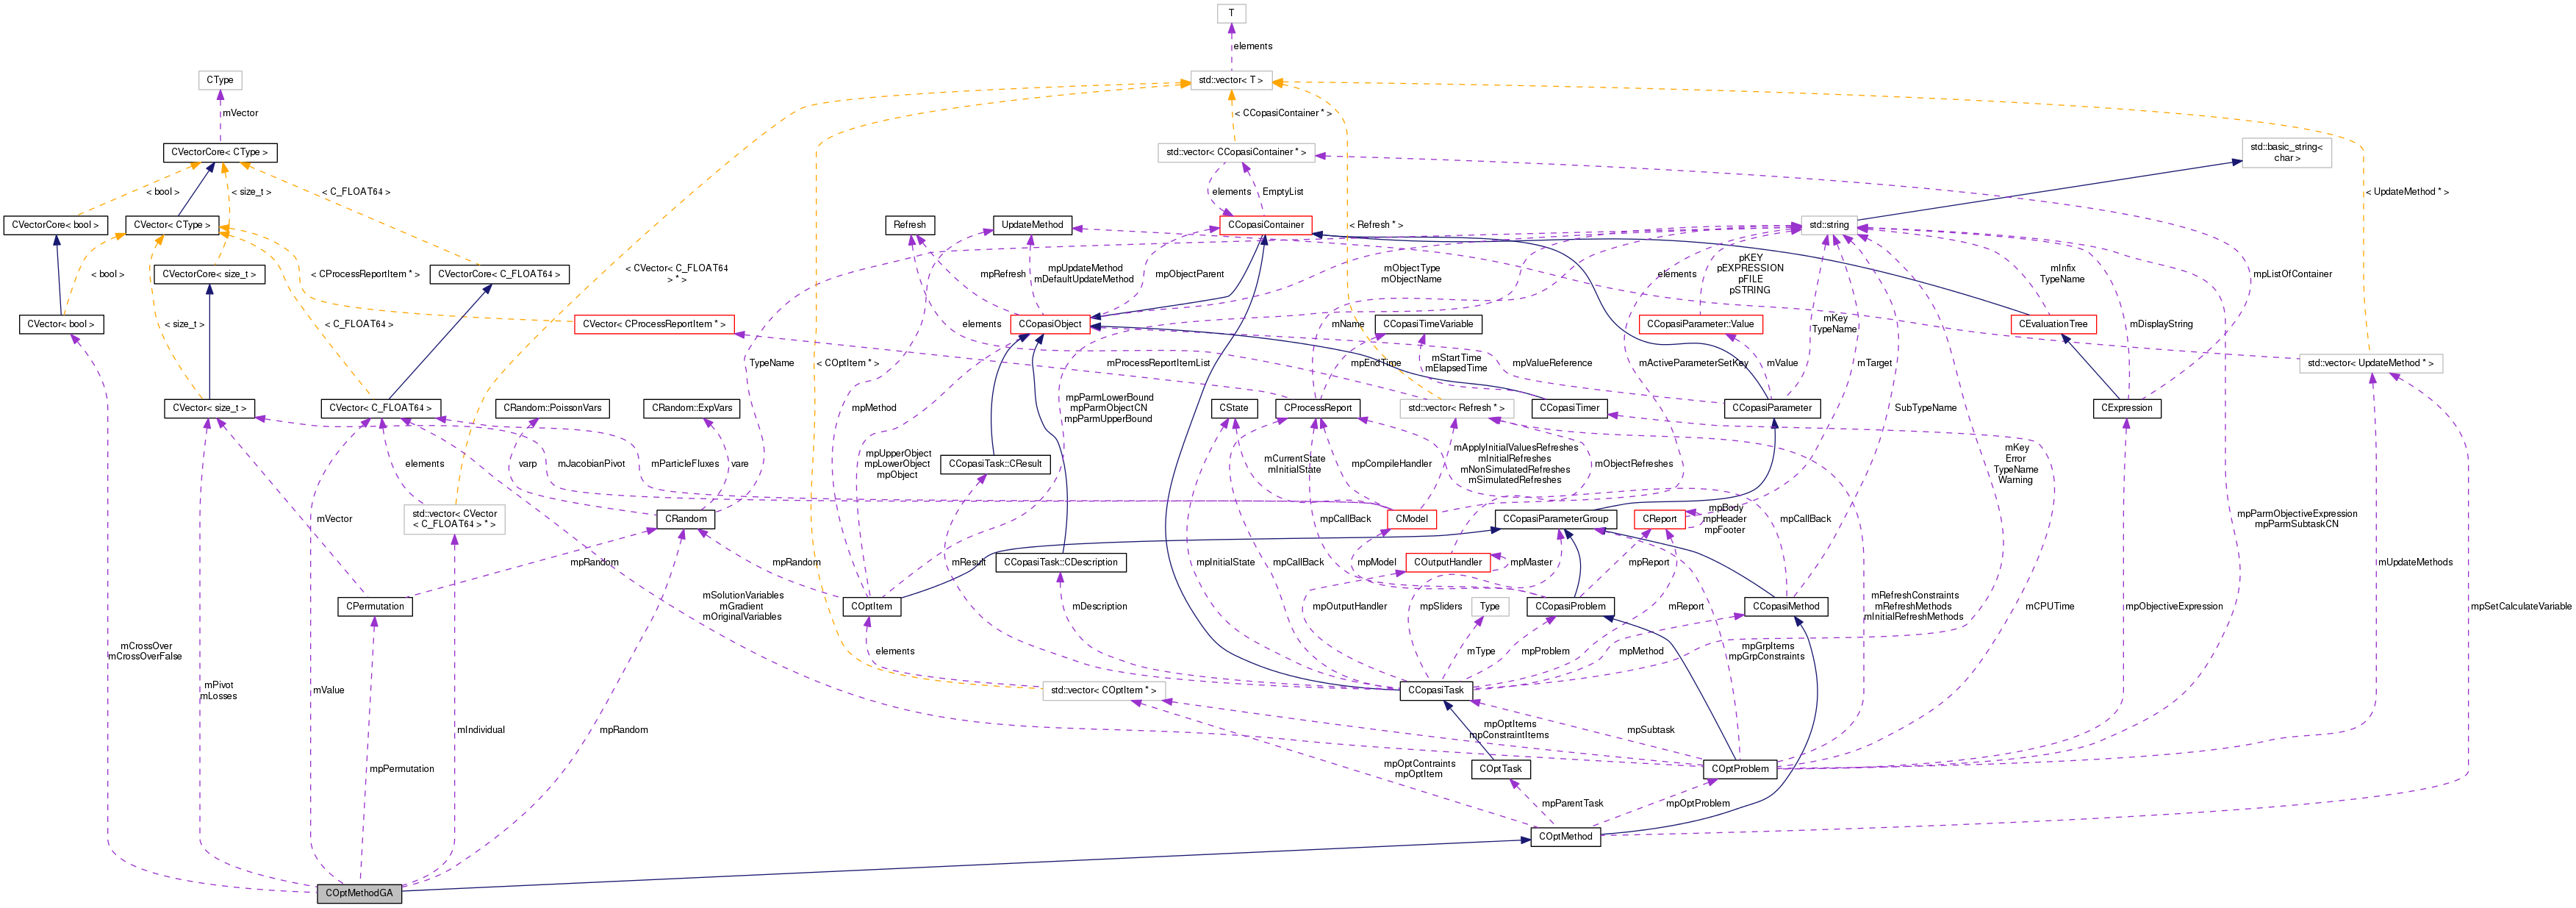 T
elements
std::vector< T >
CType
mVector
< CCopasiContainer * >
CVectorCore< CType >
std::vector< CCopasiContainer * >
std::basic_string<
char >
< bool >
< size_t >
< C_FLOAT64 >
elements
EmptyList
< UpdateMethod * >
CVectorCore< bool >
CVector< CType >
Refresh
UpdateMethod
CCopasiContainer
< Refresh * >
std::string
< bool >
CVectorCore< size_t >
< CProcessReportItem * >
CVectorCore< C_FLOAT64 >
< CVector< C_FLOAT64
> * >
mpRefresh
mpUpdateMethod
mDefaultUpdateMethod
mpObjectParent
mObjectType
mObjectName
elements
pKEY
pEXPRESSION
pFILE
pSTRING
mInfix
TypeName
mpListOfContainer
CVector< bool >
< size_t >
< C_FLOAT64 >
CVector< CProcessReportItem * >
CCopasiObject
elements
mName
CCopasiTimeVariable
CCopasiParameter::Value
mKey
TypeName
CEvaluationTree
mDisplayString
TypeName
< COptItem * >
mProcessReportItemList
mpEndTime
mStartTime
mElapsedTime
mpValueReference
mActiveParameterSetKey
mValue
mTarget
std::vector< UpdateMethod * >
CVector< size_t >
CVector< C_FLOAT64 >
CRandom::PoissonVars
CRandom::ExpVars
mpMethod
mpParmLowerBound
mpParmObjectCN
mpParmUpperBound
CState
CProcessReport
std::vector< Refresh * >
CCopasiTimer
CCopasiParameter
SubTypeName
CExpression
elements
varp
mJacobianPivot
mParticleFluxes
vare
mpUpperObject
mpLowerObject
mpObject
CCopasiTask::CResult
mCurrentState
mInitialState
mpCompileHandler
mApplyInitialValuesRefreshes
mInitialRefreshes
mNonSimulatedRefreshes
mSimulatedRefreshes
mObjectRefreshes
mKey
Error
TypeName
Warning
mVector
std::vector< CVector
< C_FLOAT64 > * >
CRandom
mpCallBack
CModel
CCopasiParameterGroup
CReport
mpBody
mpHeader
mpFooter
mpCallBack
mpParmObjectiveExpression
mpParmSubtaskCN
mpRandom
mpRandom
mResult
CCopasiTask::CDescription
mpInitialState
mpCallBack
mpModel
COutputHandler
mpMaster
mpReport
mUpdateMethods
CPermutation
mSolutionVariables
mGradient
mOriginalVariables
COptItem
mDescription
mpOutputHandler
mpSliders
Type
CCopasiProblem
mReport
CCopasiMethod
mRefreshConstraints
mRefreshMethods
mInitialRefreshMethods
mCPUTime
mpObjectiveExpression
mpSetCalculateVariable
mCrossOver
mCrossOverFalse
elements
mType
mpProblem
mpMethod
mpGrpItems
mpGrpConstraints
mPivot
mLosses
mValue
std::vector< COptItem * >
CCopasiTask
mIndividual
mpRandom
mpOptItems
mpConstraintItems
mpSubtask
mpPermutation
mpOptContraints
mpOptItem
COptTask
COptProblem
mpParentTask
mpOptProblem
COptMethod
COptMethodGA